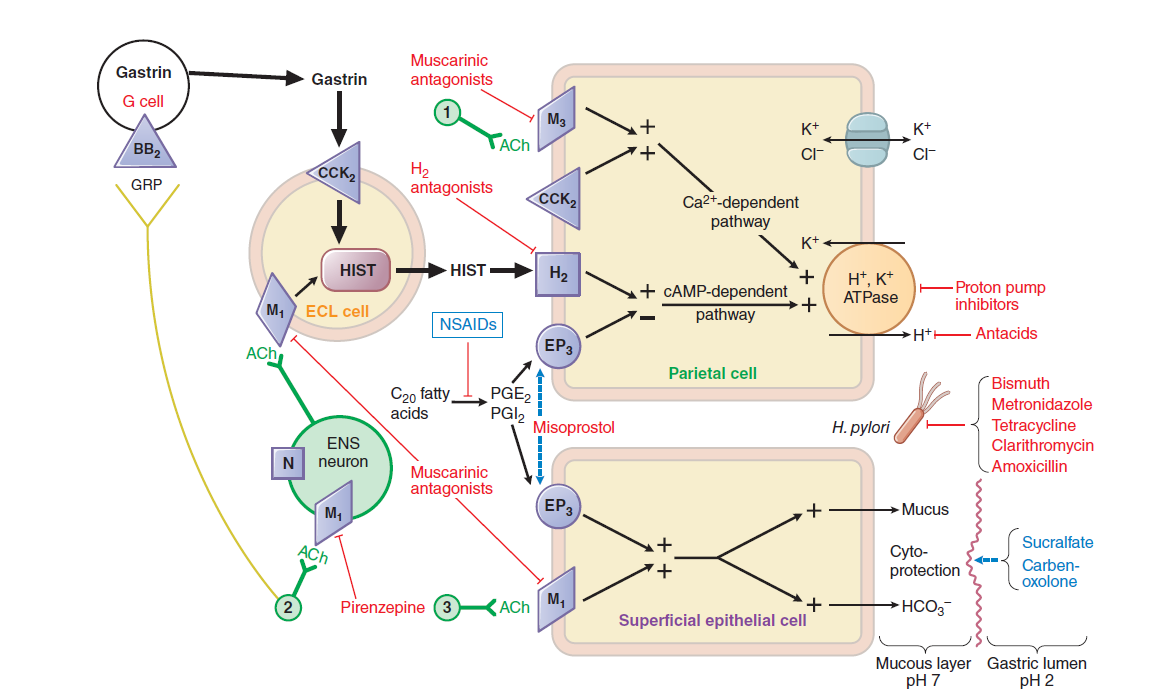 Gastrin
G cell
BB2
GRP
Gastrin
CCK2
HIST
ECL cell
M1
ACh
HIST
Muscarinic
antagonists
1
ACh
H2
antagonists
M3
CCK2
H2
EP3
+
+
Ca2+-dependent
pathway
+
−
cAMP-dependent
pathway
+
+
Parietal cell
K+
Cl−
K+
Cl−
K+
H+, K+
ATPase
H+
Proton pump
inhibitors
Antacids
NSAIDs
C20 fatty
acids
PGE2
PGI2
Misoprostol
H. pylori
Bismuth
Metronidazole
Tetracycline
Clarithromycin
Amoxicillin
ENS
neuron
N
M1
ACh
2
Pirenzepine
Muscarinic
antagonists
3
ACh
EP3
M1
+
+
+
+
Superficial epithelial cell
Mucus
Cyto-
protection
HCO3−
Sucralfate
Carben-
oxolone
Mucous layer
pH 7
Gastric lumen
pH 2